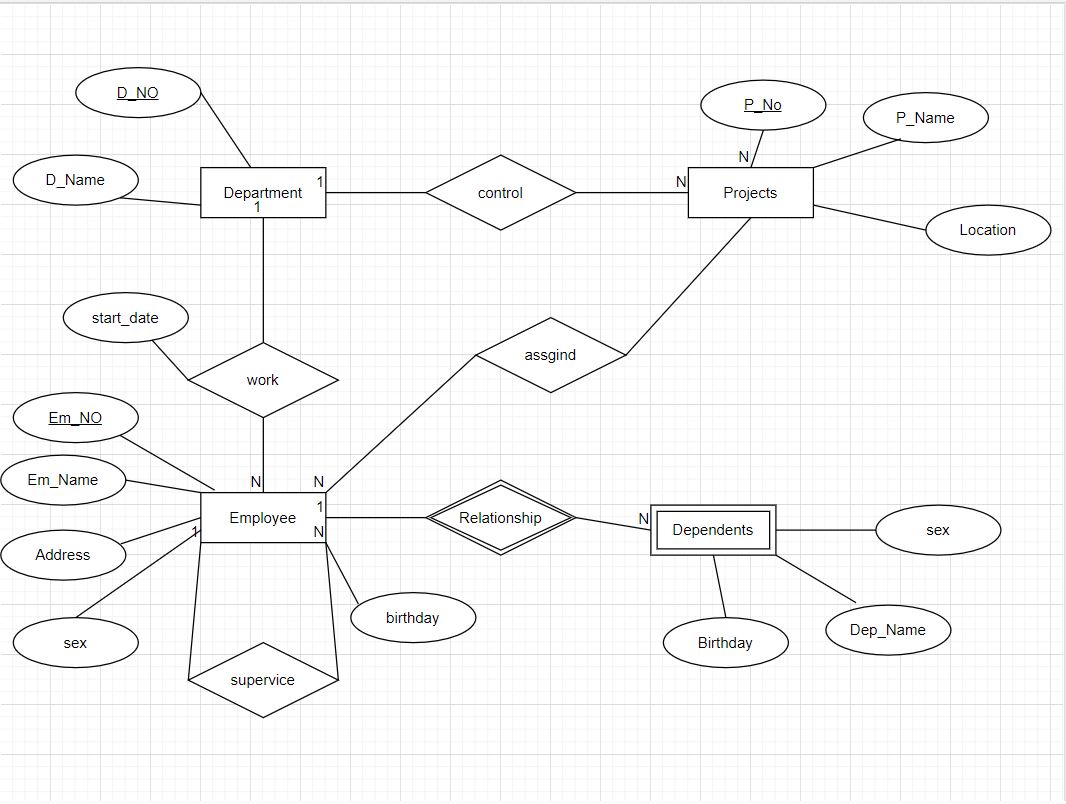 D_NO
P_No
P_Name
N
D_Name
Department
1
1
control
N
Projects
Location
start_date
assgind
work
Em_NO
Em_Name
N
N
Employee
1
1
N
Relationship
N
Dependents
sex
Address
sex
birthday
Birthday
Dep_Name
supervice